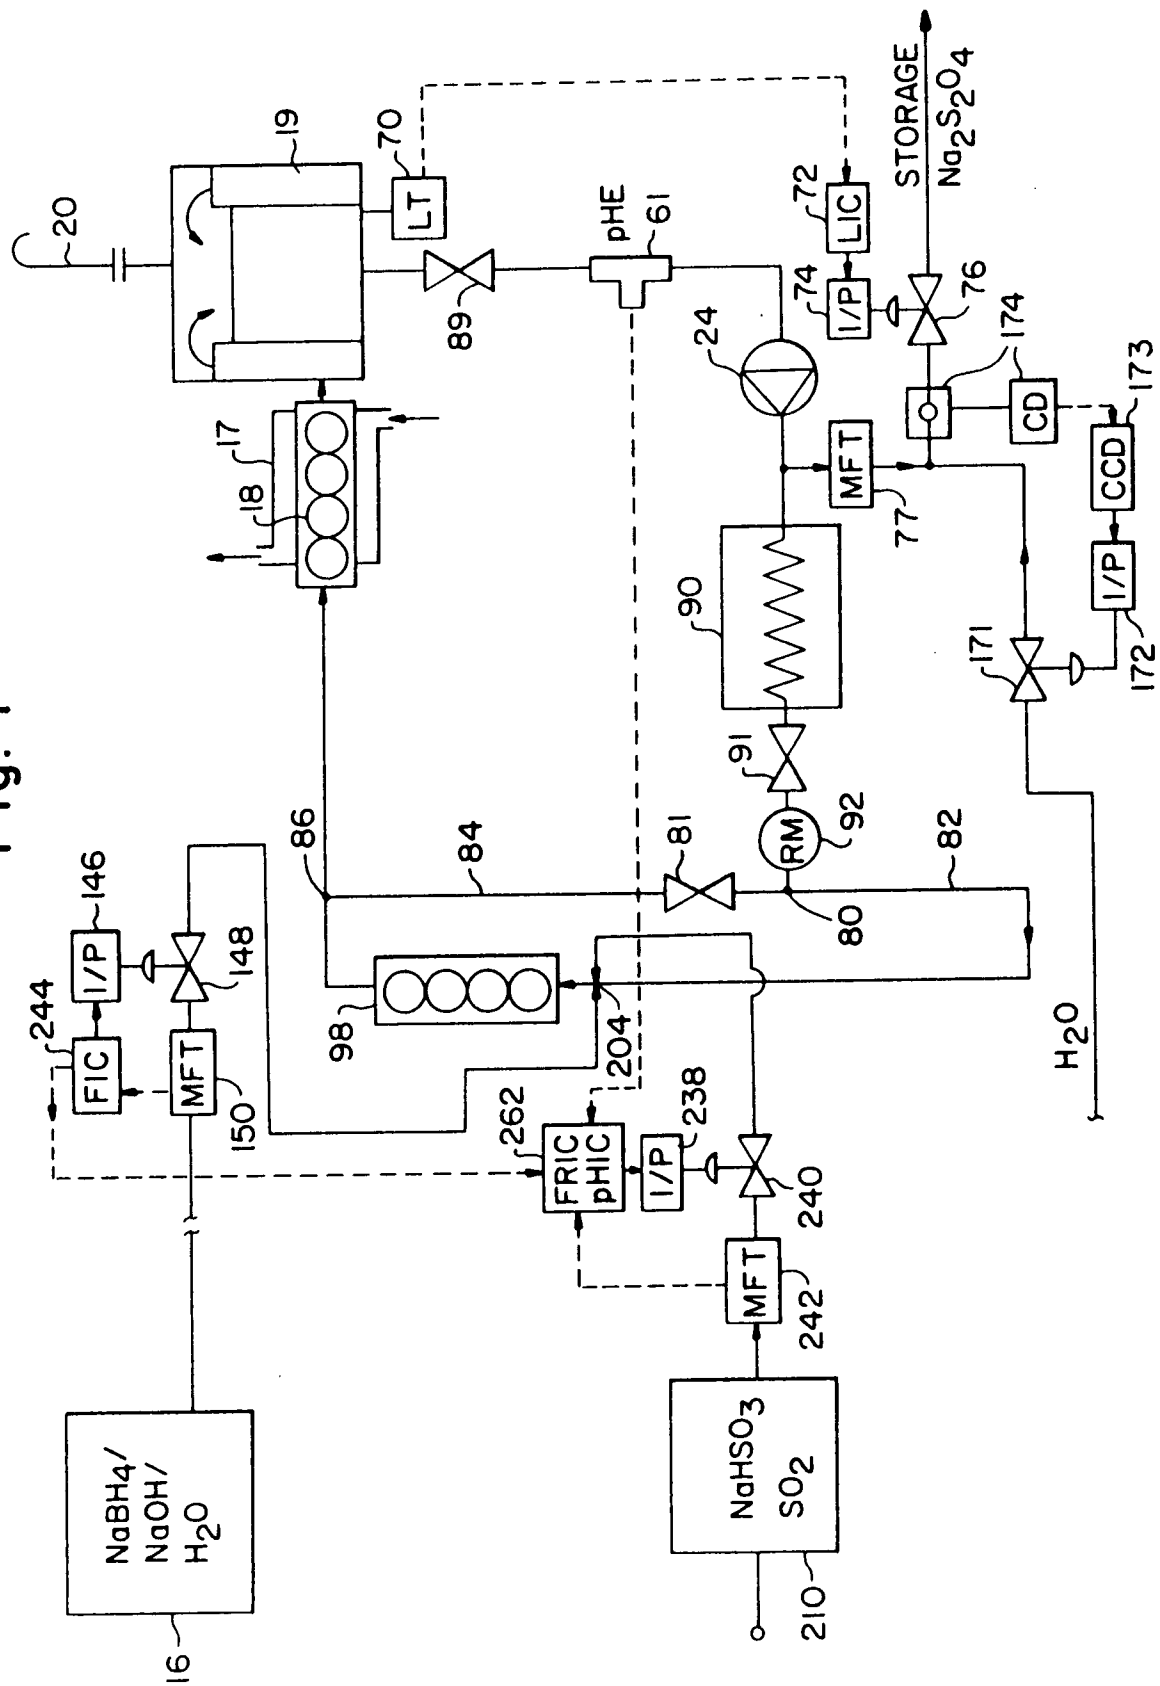 Fig.
20
244
146
NaBH4/
NaOH/
H2O
16
FIC
I/P
150
MFT
148
86
17
18
19
98
84
LT
70
89
262
204
FRIC
pHIC
pHE
61
238
I/P
81
NaHSO3
SO2
210
MFT
242
240
80
RM
92
91
90
24
82
MFT
77
I/P
74
LIC
72
STORAGE
Na2S2O4
76
174
H2O
171
CD
I/P
172
CCD
173